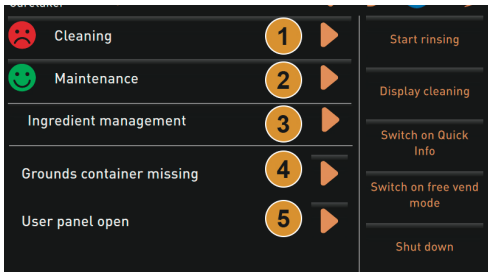 Caretaker
Cleaning 1 Start rinsing
Maintenance 2 Display cleaning
Ingredient management 3 Switch on Quick
Info
Grounds container missing 4 Switch on free vend
mode
User panel open 5 Shut down